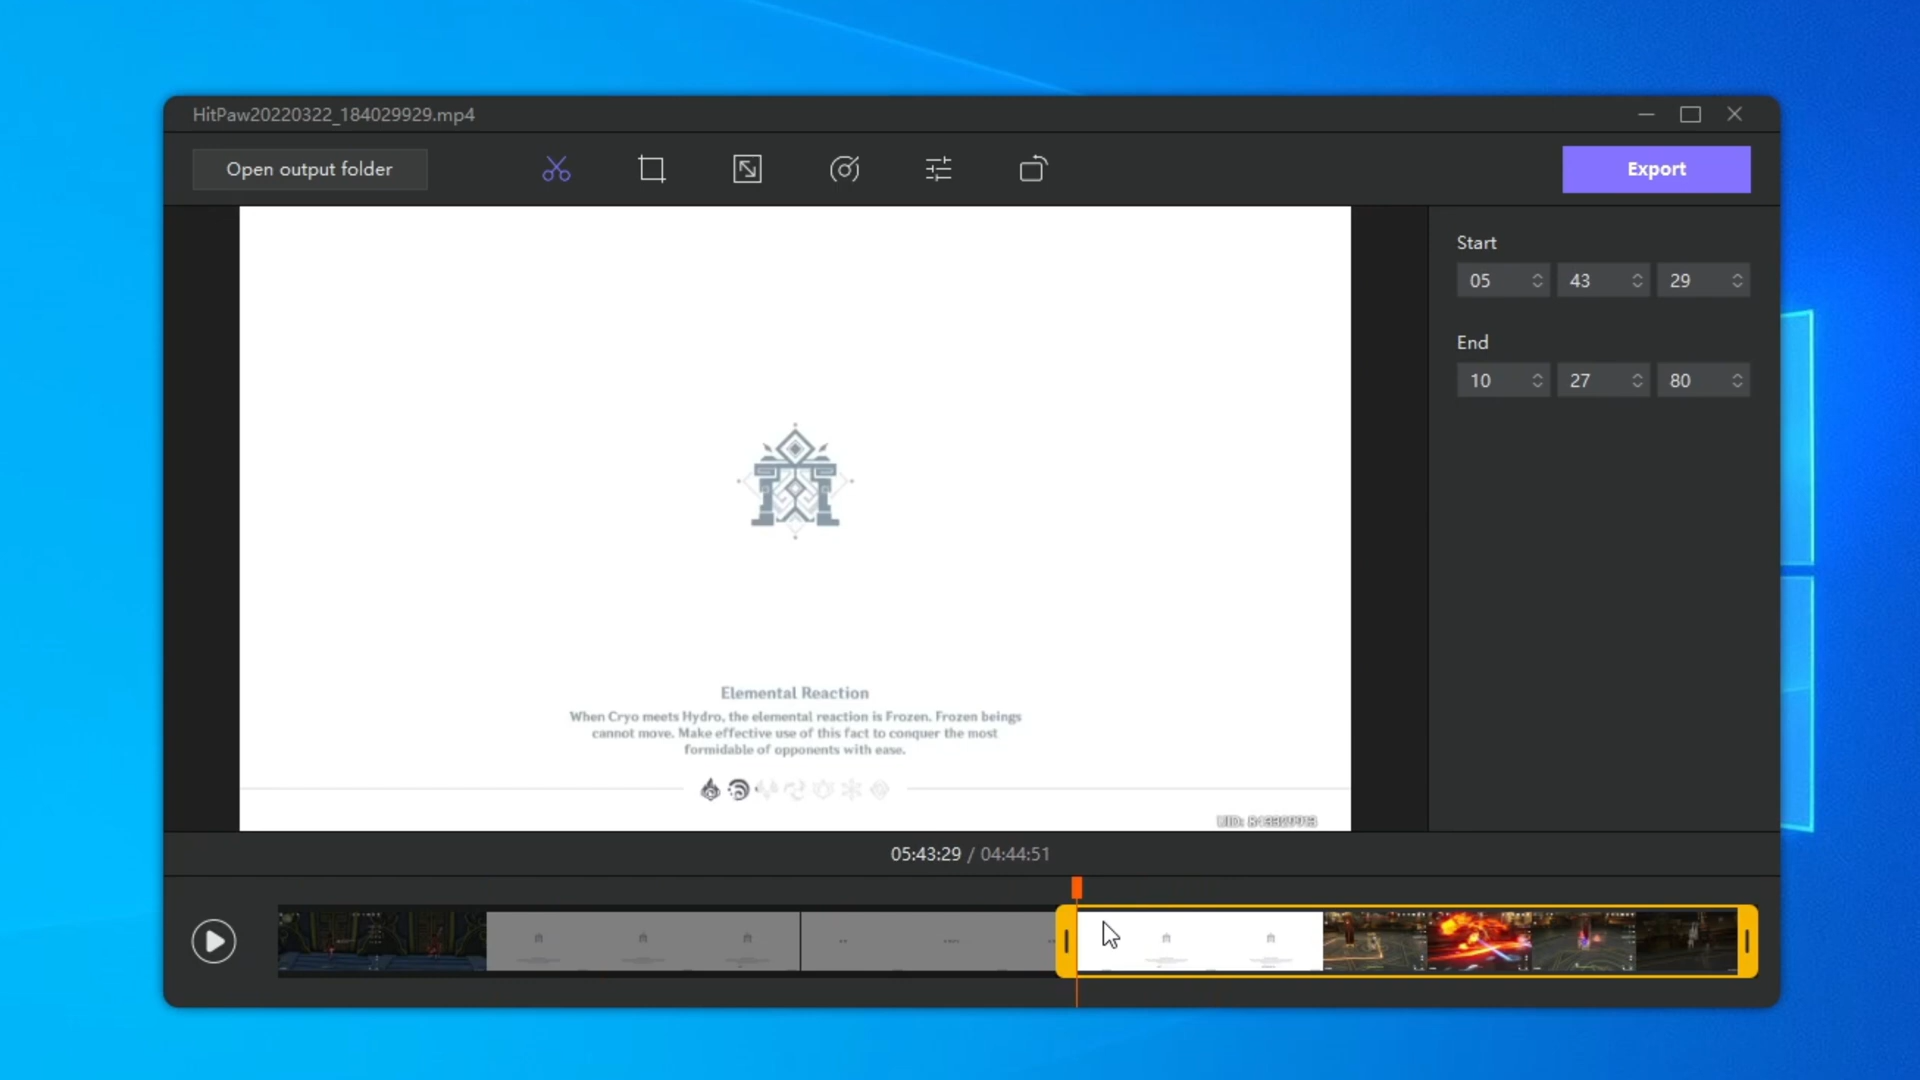 HitPaw20220322_184029929.mp4
Open output folder
Export
Start
05 43 29
End
10 27 80
Elemental Reaction
When Cryo meets Hydro, the elemental reaction is Frozen. Frozen beings
cannot move. Make effective use of this fact to conquer the most
formidable of opponents with ease.
UID:
05:43:29 / 04:44:51